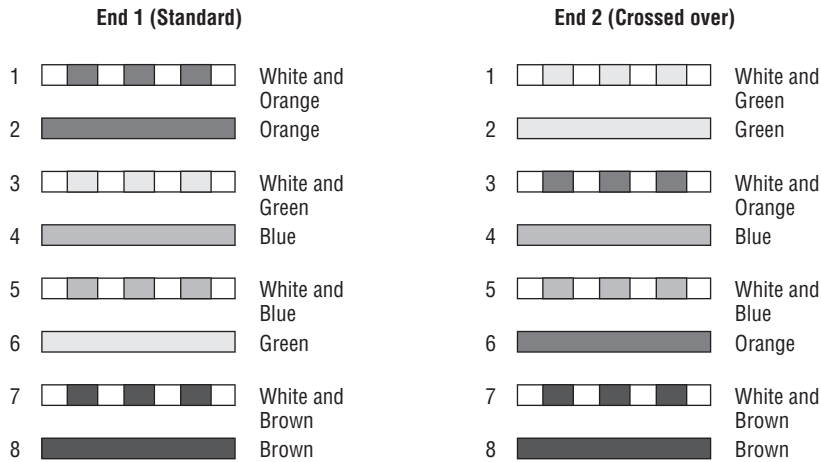 End 1 (Standard)
1 White and
Orange
2 Orange
3 White and
Green
4 Blue
5 White and
Blue
6 Green
7 White and
Brown
8 Brown
End 2 (Crossed over)
1 White and
Green
2 Green
3 White and
Orange
4 Blue
5 White and
Blue
6 Orange
7 White and
Brown
8 Brown